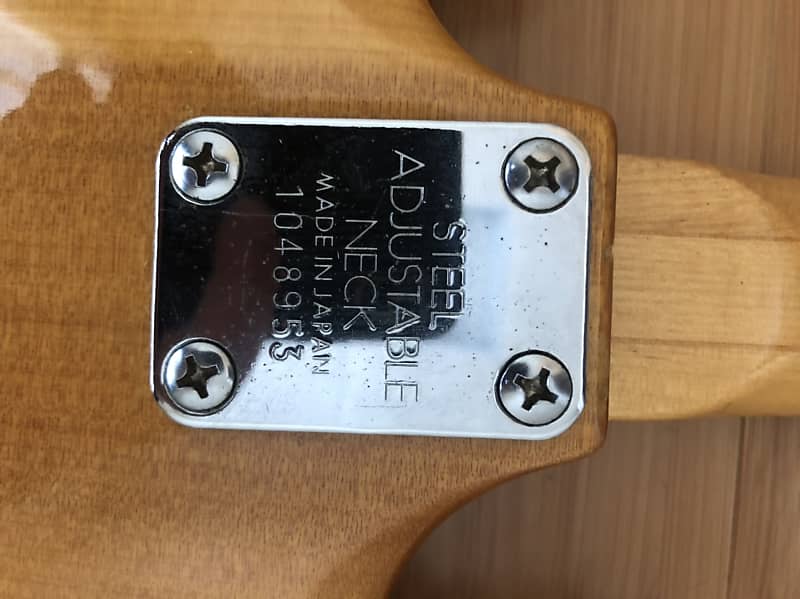 STEEL
ADJUSTABLE
NECK
MADE IN JAPAN
1048953